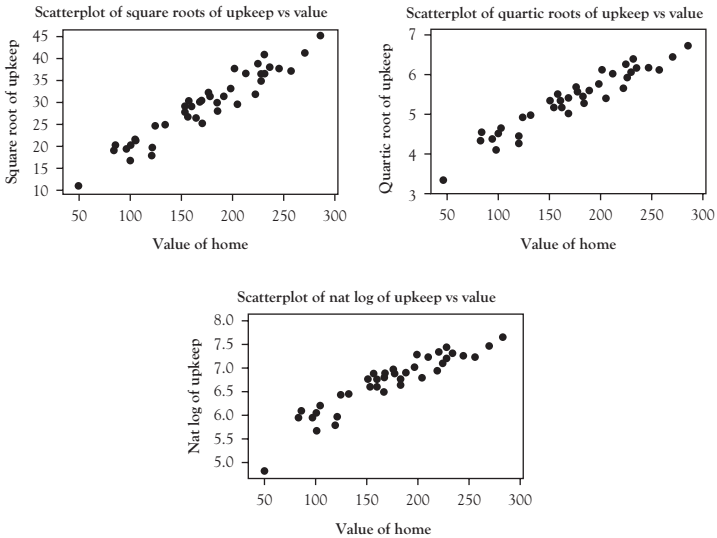 Scatterplot of square roots of upkeep vs value
Square root of upkeep
45
40
35
30
25
20
15
10
50 100 150 200 250 300
Value of home
Scatterplot of quartic roots of upkeep vs value
Quartic root of upkeep
7
6
5
4
3
50 100 150 200 250 300
Value of home
Scatterplot of nat log of upkeep vs value
Nat log of upkeep
8.0
7.5
7.0
6.5
6.0
5.5
5.0
50 100 150 200 250 300
Value of home